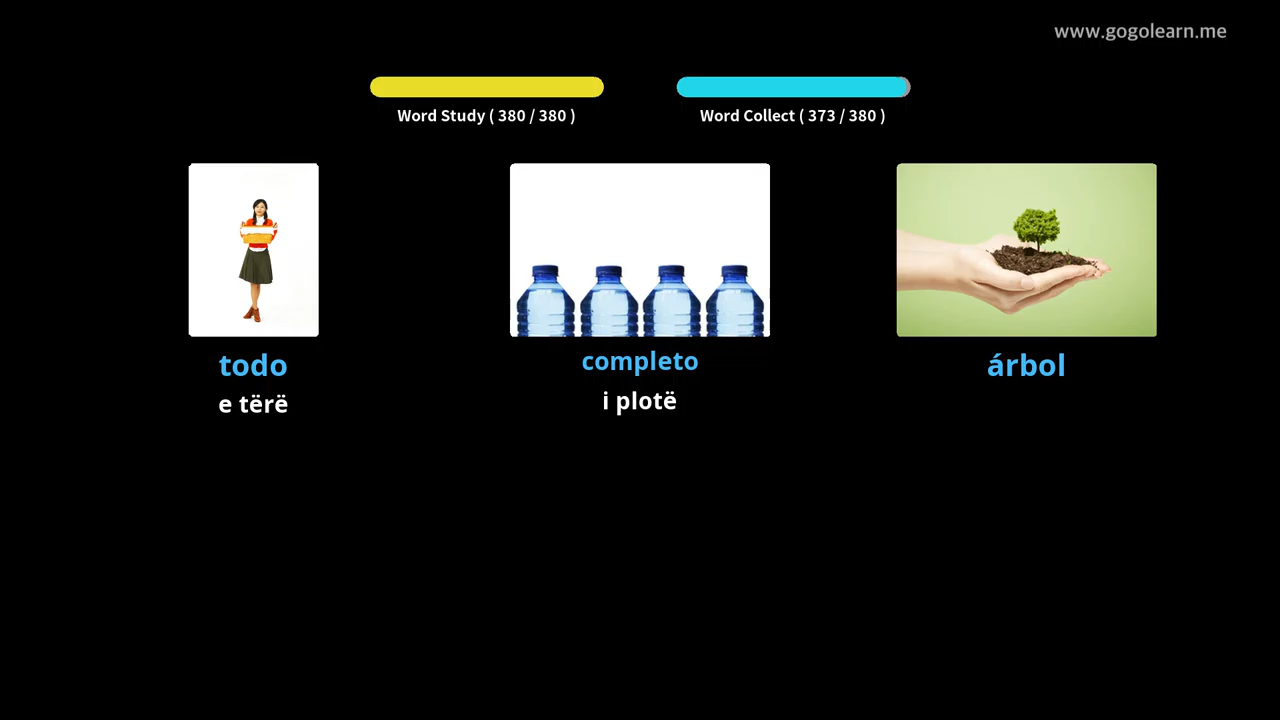 www.gogolearn.me
Word Study ( 380 / 380 )
Word Collect ( 373 / 380 )
todo
e tërë
completo
i plotë
árbol